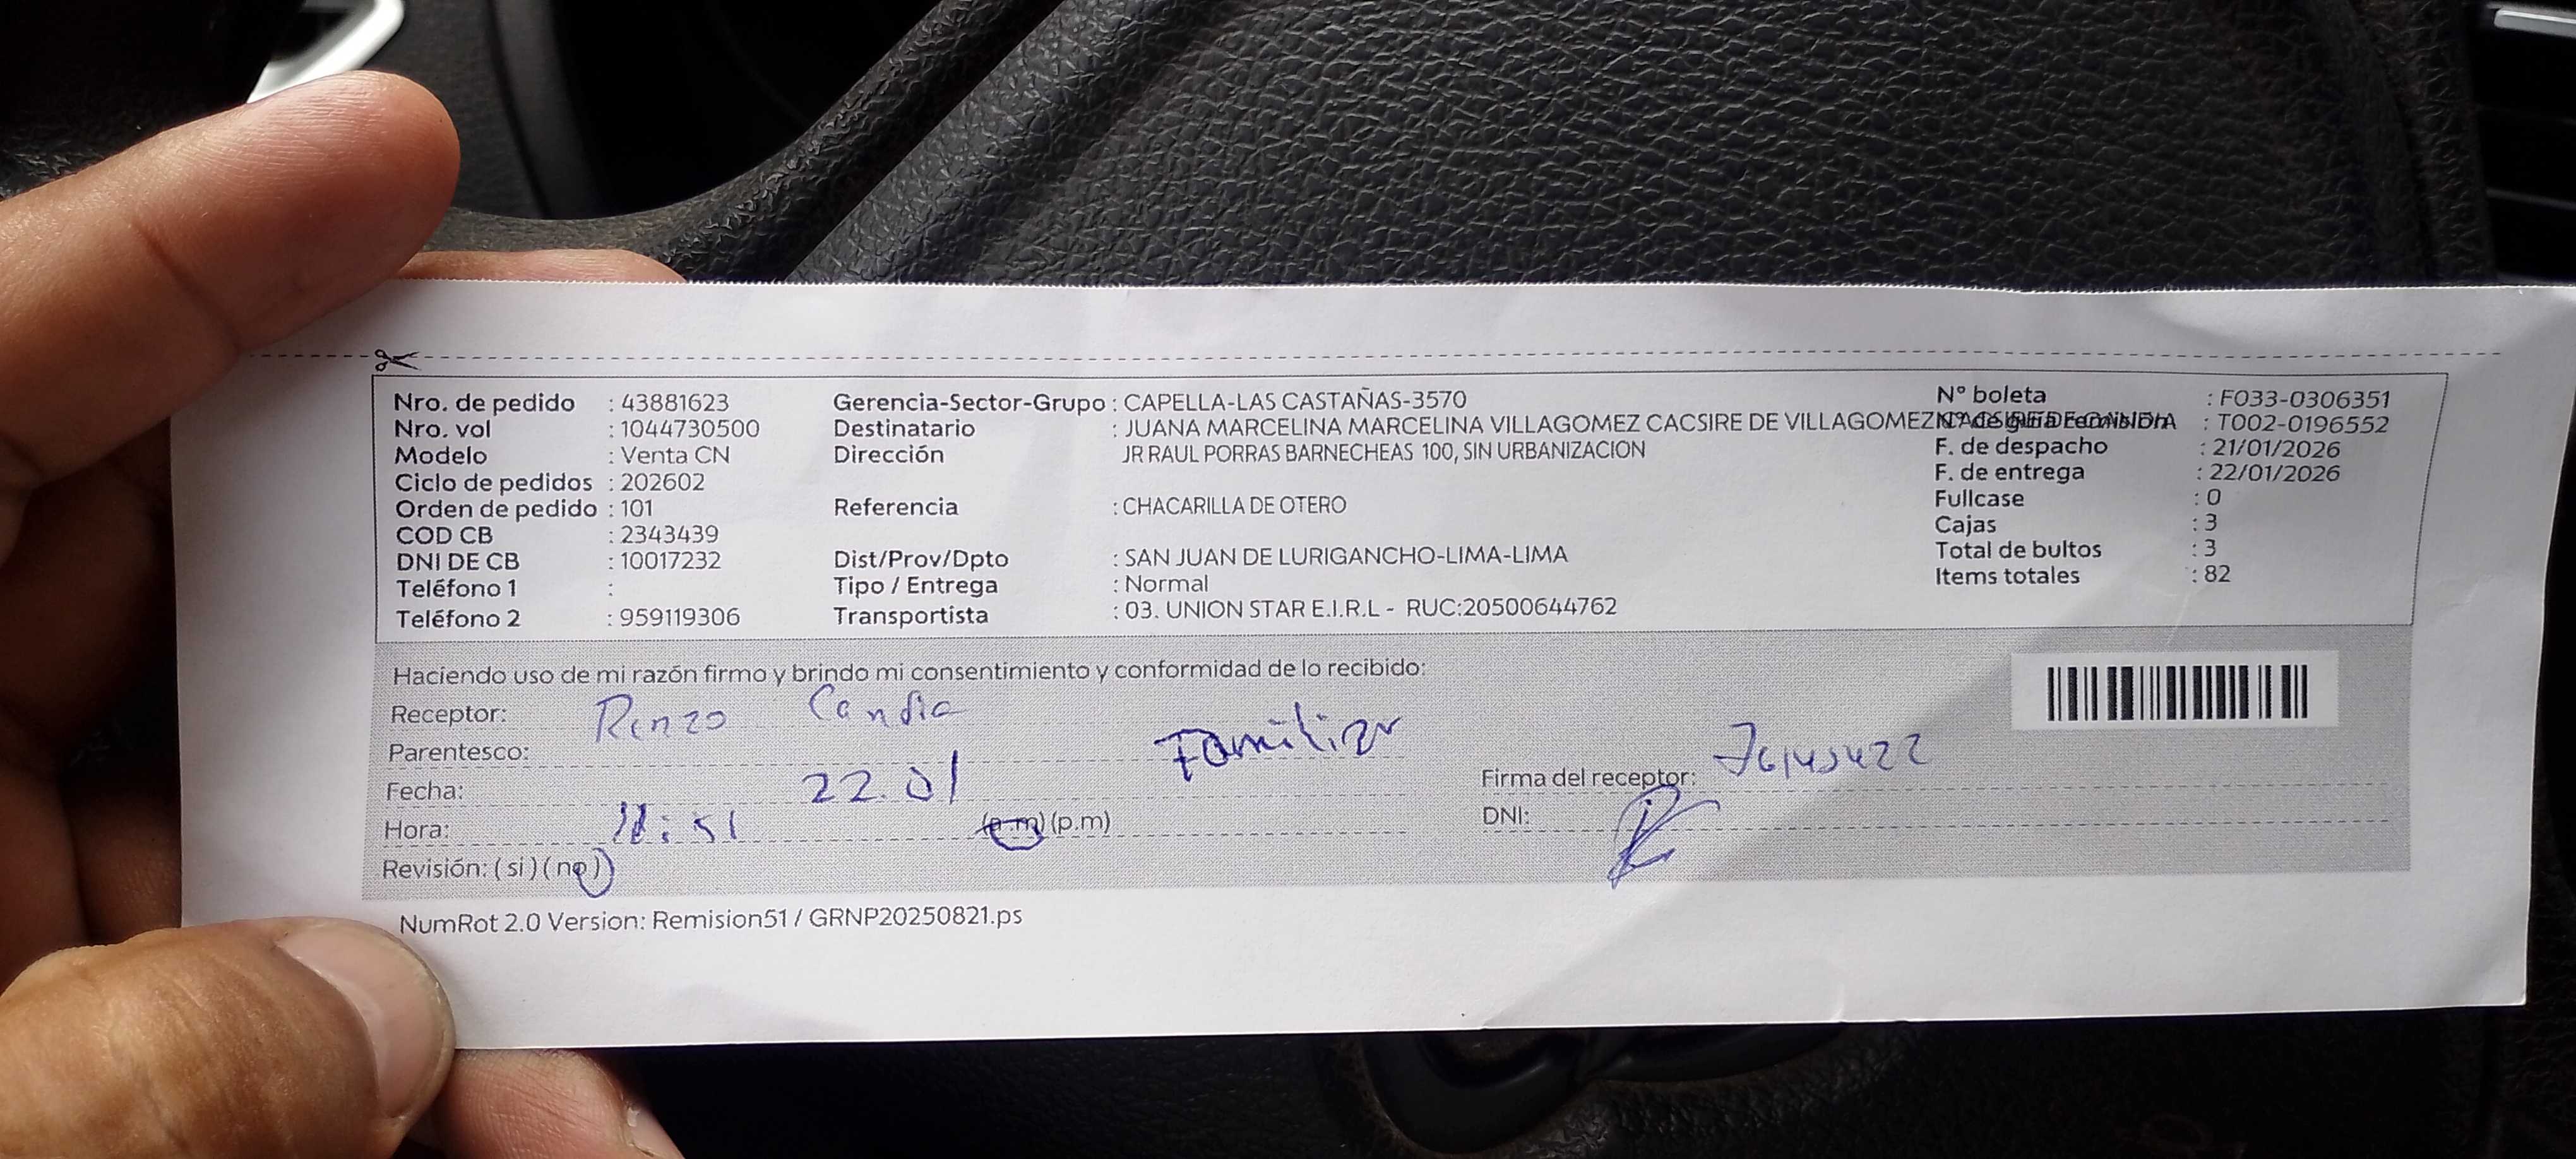 Nro. de pedido : 43881623
Nro. vol : 1044730500
Modelo : Venta CN
Ciclo de pedidos : 202602
Orden de pedido : 101
COD CB : 2343439
DNI DE CB : 10017232
Teléfono 1 :
Teléfono 2 : 959119306
Gerencia-Sector-Grupo : CAPELLA-LAS CASTAÑAS-3570
Destinatario : JUANA MARCELINA MARCELINA VILLAGOMEZ CACSIRE DE VILLAGOMEZ
Dirección JR RAUL PORRAS BARNECHEAS 100, SIN URBANIZACION
Referencia : CHACARILLA DE OTERO
Dist/Prov/Dpto : SAN JUAN DE LURIGANCHO-LIMA-LIMA
Tipo / Entrega : Normal
Transportista : 03. UNION STAR E.I.R.L - RUC:20500644762
N° boleta : F033-0306351
: T002-0196552
F. de despacho : 21/01/2026
F. de entrega : 22/01/2026
Fullcase : 0
Cajas : 3
Total de bultos : 3
Items totales : 82
Haciendo uso de mi razón firmo y brindo mi consentimiento y conformidad de lo recibido:
Receptor: Renzo Candia
Parentesco: Familiar
Fecha: 22.01
Hora: (a.m) (p.m)
Revisión: ( si ) ( no )
Firma del receptor:
DNI:
NumRot 2.0 Version: Remision51 / GRNP20250821.ps